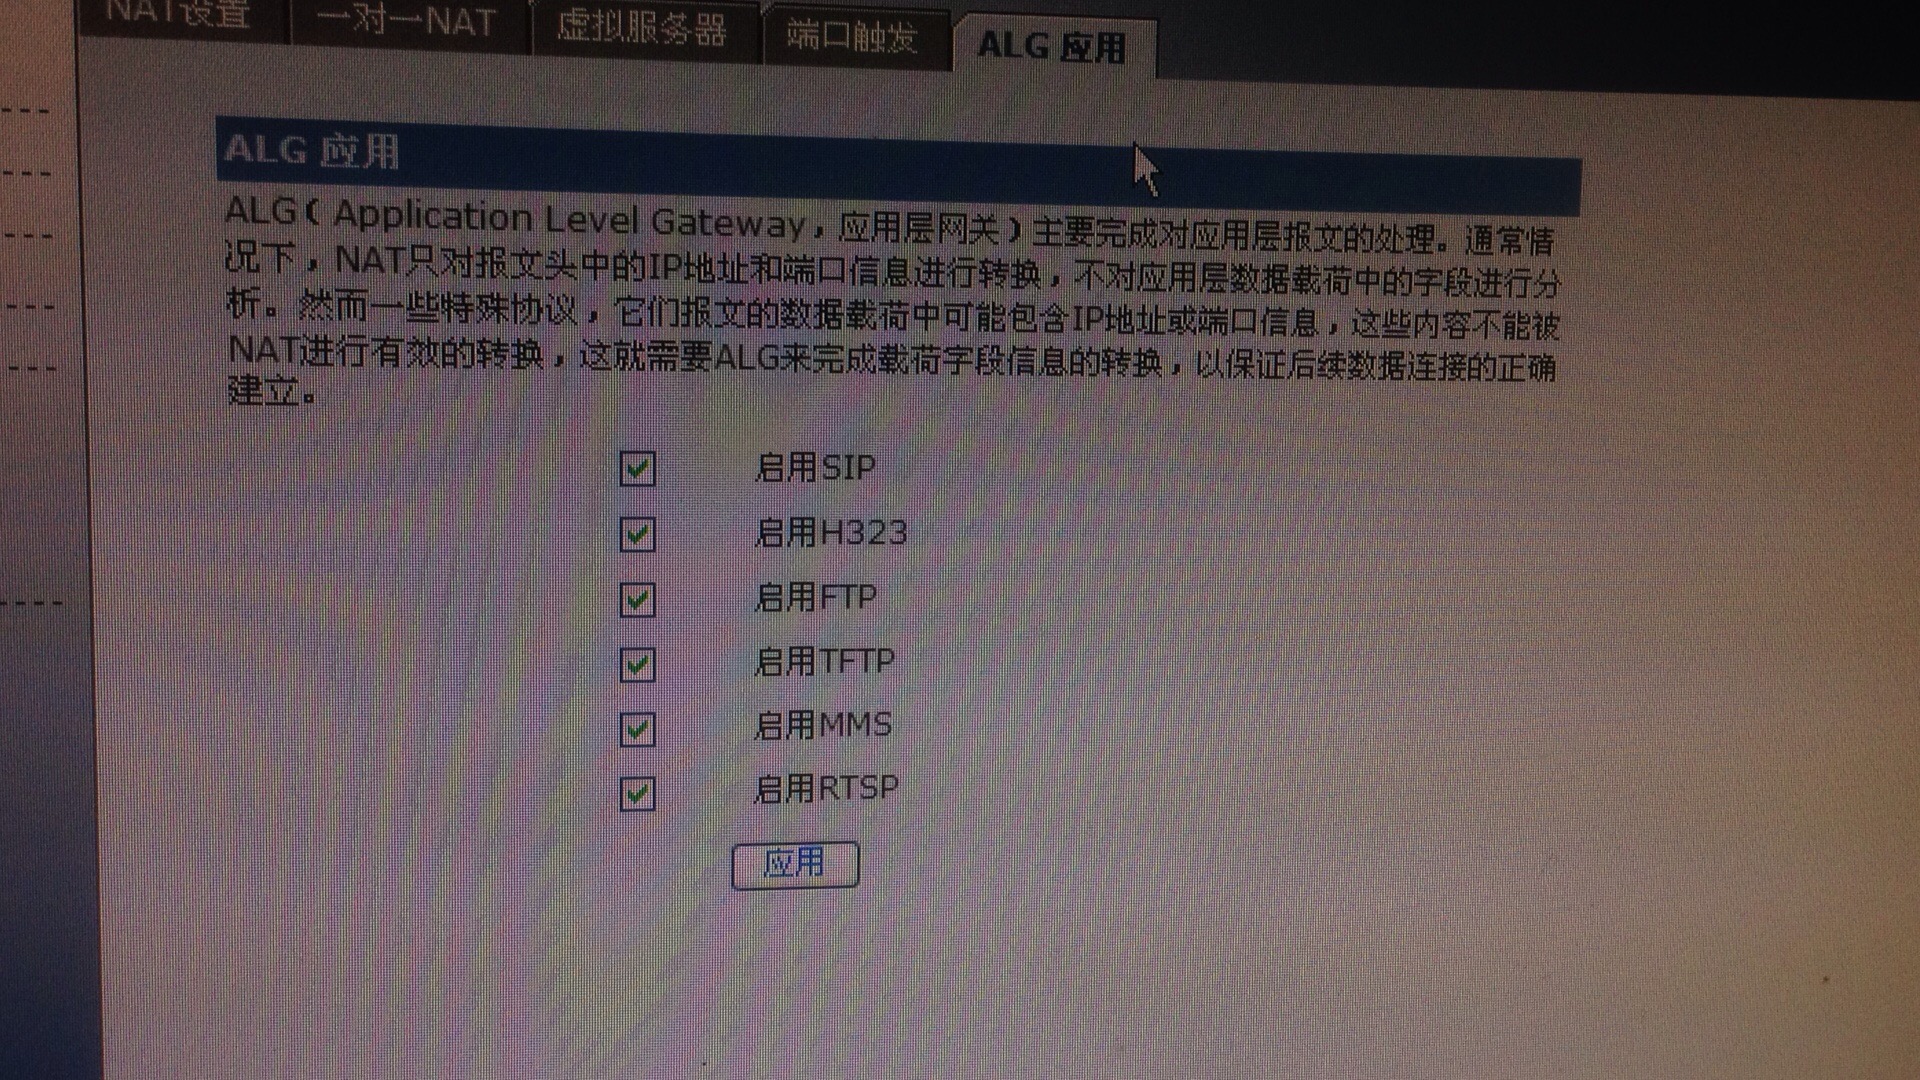 NAT设置
一对一NAT
虚拟服务器
端口触发
ALG 应用
ALG 应用
ALG（Application Level Gateway，应用层网关）主要完成对应用层报文的处理。通常情
况下，NAT只对报文头中的IP地址和端口信息进行转换，不对应用层数据载荷中的字段进行分
析。然而一些特殊协议，它们报文的数据载荷中可能包含IP地址或端口信息，这些内容不能被
NAT进行有效的转换，这就需要ALG来完成载荷字段信息的转换，以保证后续数据连接的正确
建立。
启用SIP
启用H323
启用FTP
启用TFTP
启用MMS
启用RTSP
应用